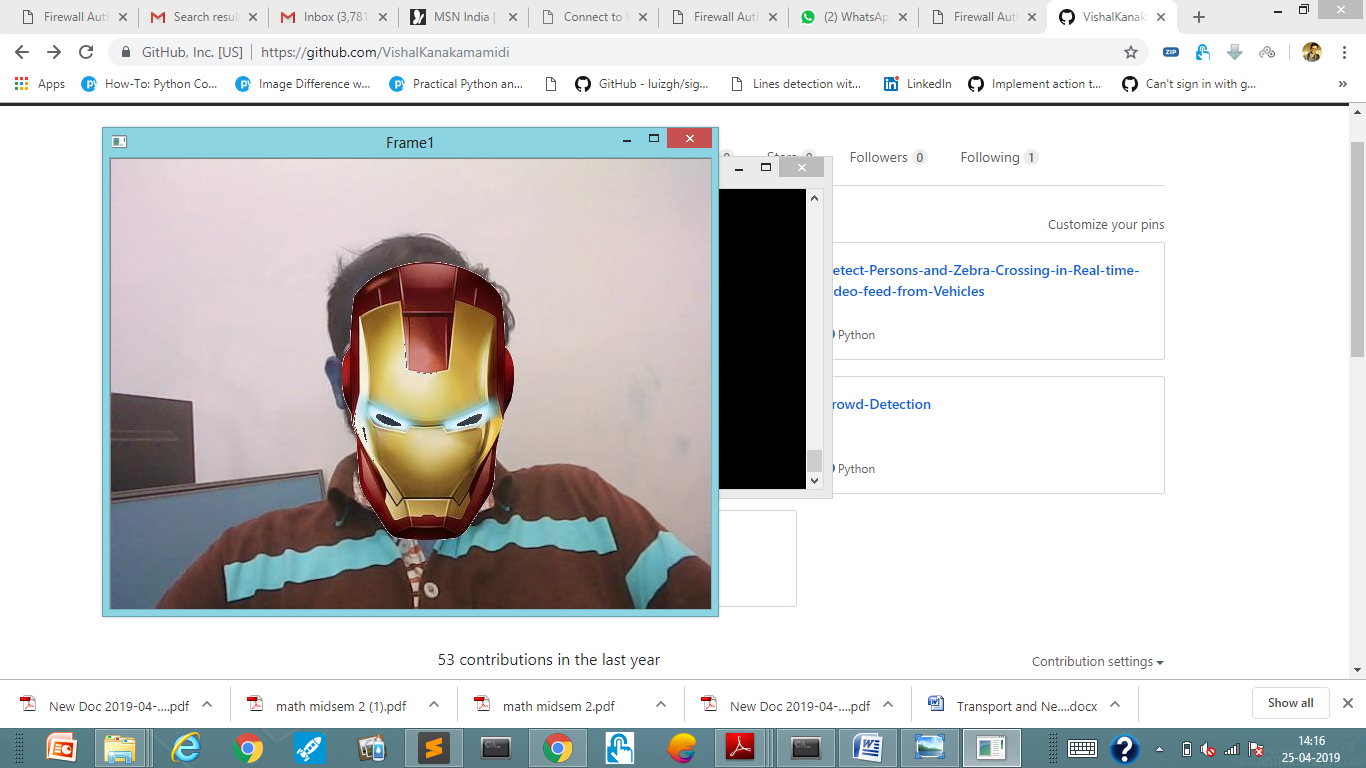 Firewall Auth
Search resul
Inbox (3,781
MSN India |
Connect to
Firewall Auth
(2) WhatsAp
Firewall Auth
VishalKanak
GitHub, Inc. [US]
https://github.com/VishalKanakamamidi
ZIP
Apps
How-To: Python Co...
Image Difference w...
Practical Python an...
GitHub - luizgh/sig...
Lines detection wit...
LinkedIn
Implement action t...
Can't sign in with g...
»
Frame1
Followers 0
Following 1
Customize your pins
etect-Persons-and-Zebra-Crossing-in-Real-time-
deo-feed-from-Vehicles
Python
rowd-Detection
Python
53 contributions in the last year
Contribution settings
New Doc 2019-04-....pdf
math midsem 2 (1).pdf
math midsem 2.pdf
New Doc 2019-04-....pdf
Transport and Ne....docx
Show all
14:16
25-04-2019